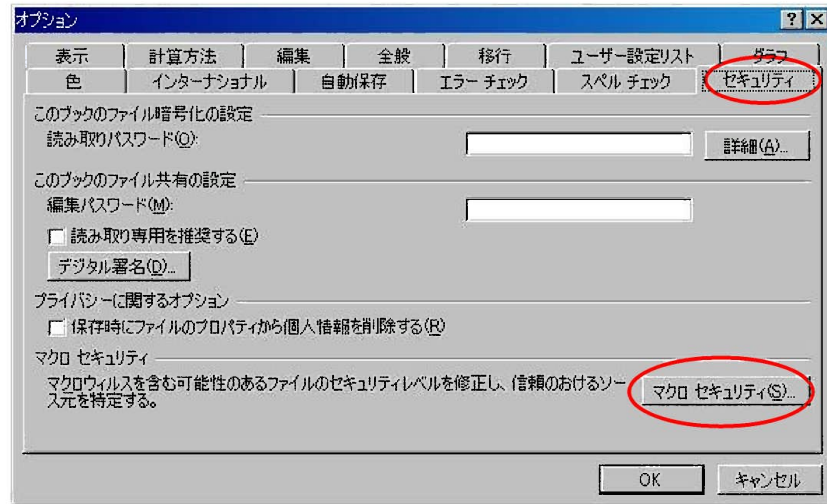 オプション
表示 計算方法 編集 全般 移行 ユーザー設定リスト グラフ
色 インターナショナル 自動保存 エラー チェック スペル チェック セキュリティ
このブックのファイル暗号化の設定
読み取りパスワード(O):
詳細(A)...
このブックのファイル共有の設定
編集パスワード(M):
読み取り専用を推奨する(E)
デジタル署名(D)...
プライバシーに関するオプション
保存時にファイルのプロパティから個人情報を削除する(R)
マクロ セキュリティ
マクロウィルスを含む可能性のあるファイルのセキュリティレベルを修正し、信頼のおけるソー
ス元を特定する。
マクロ セキュリティ(S)...
OK キャンセル